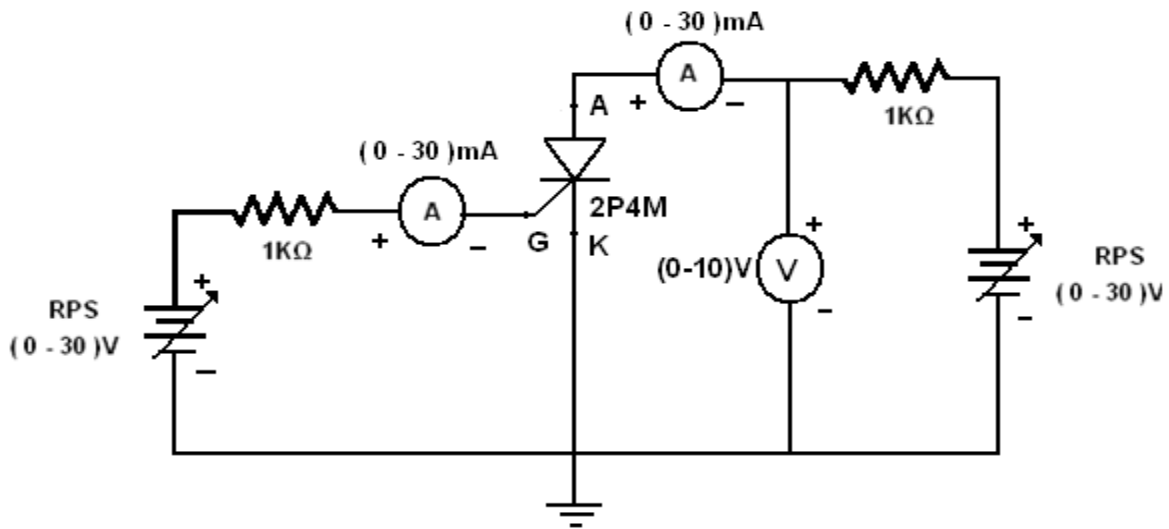 ( 0 - 30 )mA
A
+
−
A
1KΩ
( 0 - 30 )mA
A
+
−
1KΩ
2P4M
G
K
+
(0-10)V
V
−
+
RPS
( 0 - 30 )V
−
+
RPS
( 0 - 30 )V
−